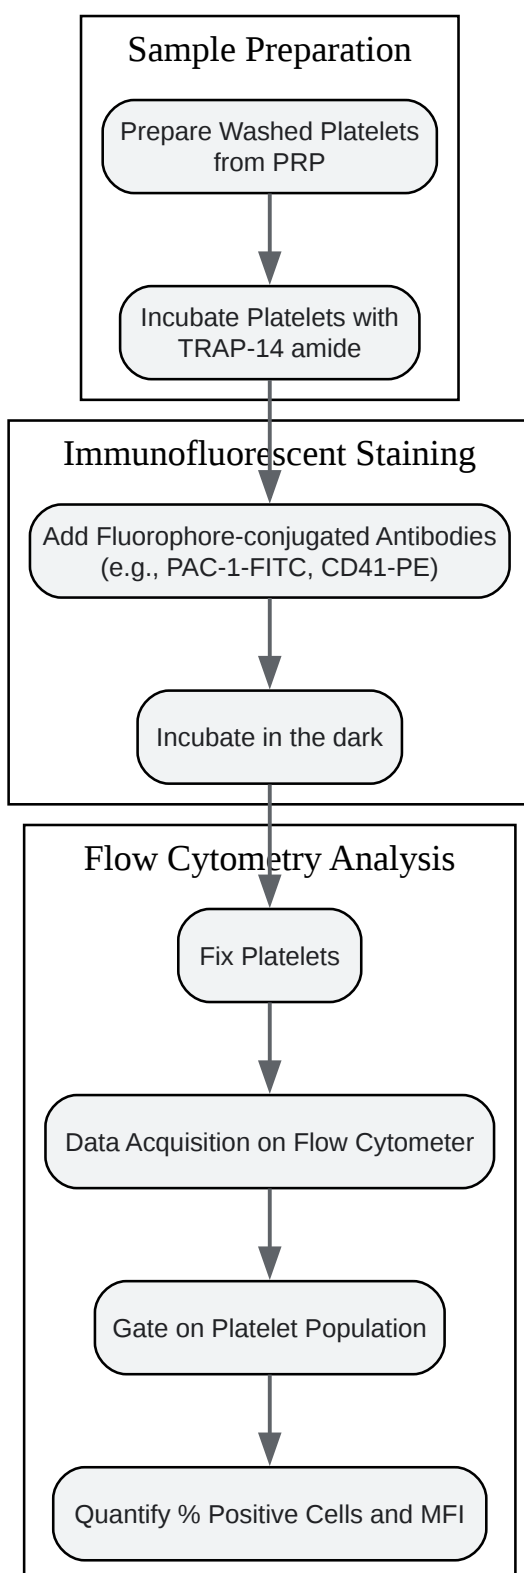 Sample Preparation
Prepare Washed Platelets
from PRP
Incubate Platelets with
TRAP-14 amide
Immunofluorescent Staining
Add Fluorophore-conjugated Antibodies
(e.g., PAC-1-FITC, CD41-PE)
Incubate in the dark
Flow Cytometry Analysis
Fix Platelets
Data Acquisition on Flow Cytometer
Gate on Platelet Population
Quantify % Positive Cells and MFI